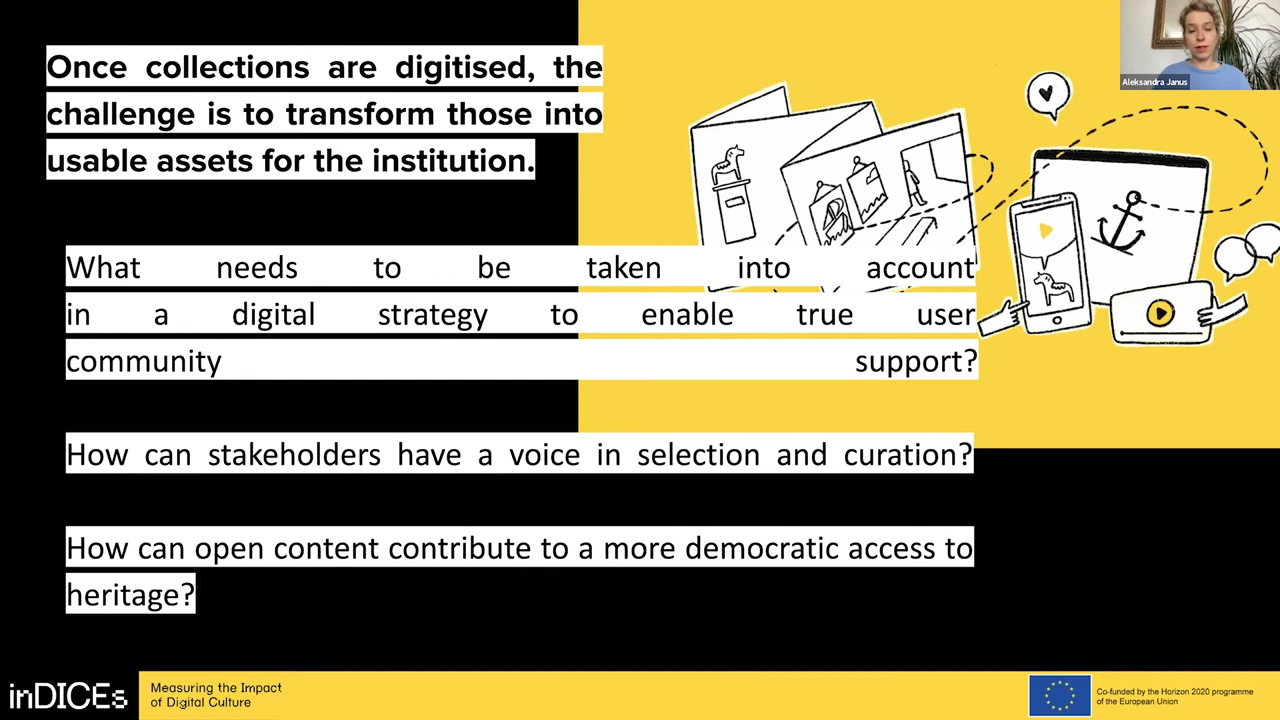 Once collections are digitised, the
challenge is to transform those into
usable assets for the institution.
What needs to be taken into account
in a digital strategy to enable true user
community support?
How can stakeholders have a voice in selection and curation?
How can open content contribute to a more democratic access to
heritage?
Aleksandra Janus
inDICEs
Measuring the Impact
of Digital Culture
Co-funded by the Horizon 2020 programme
of the European Union